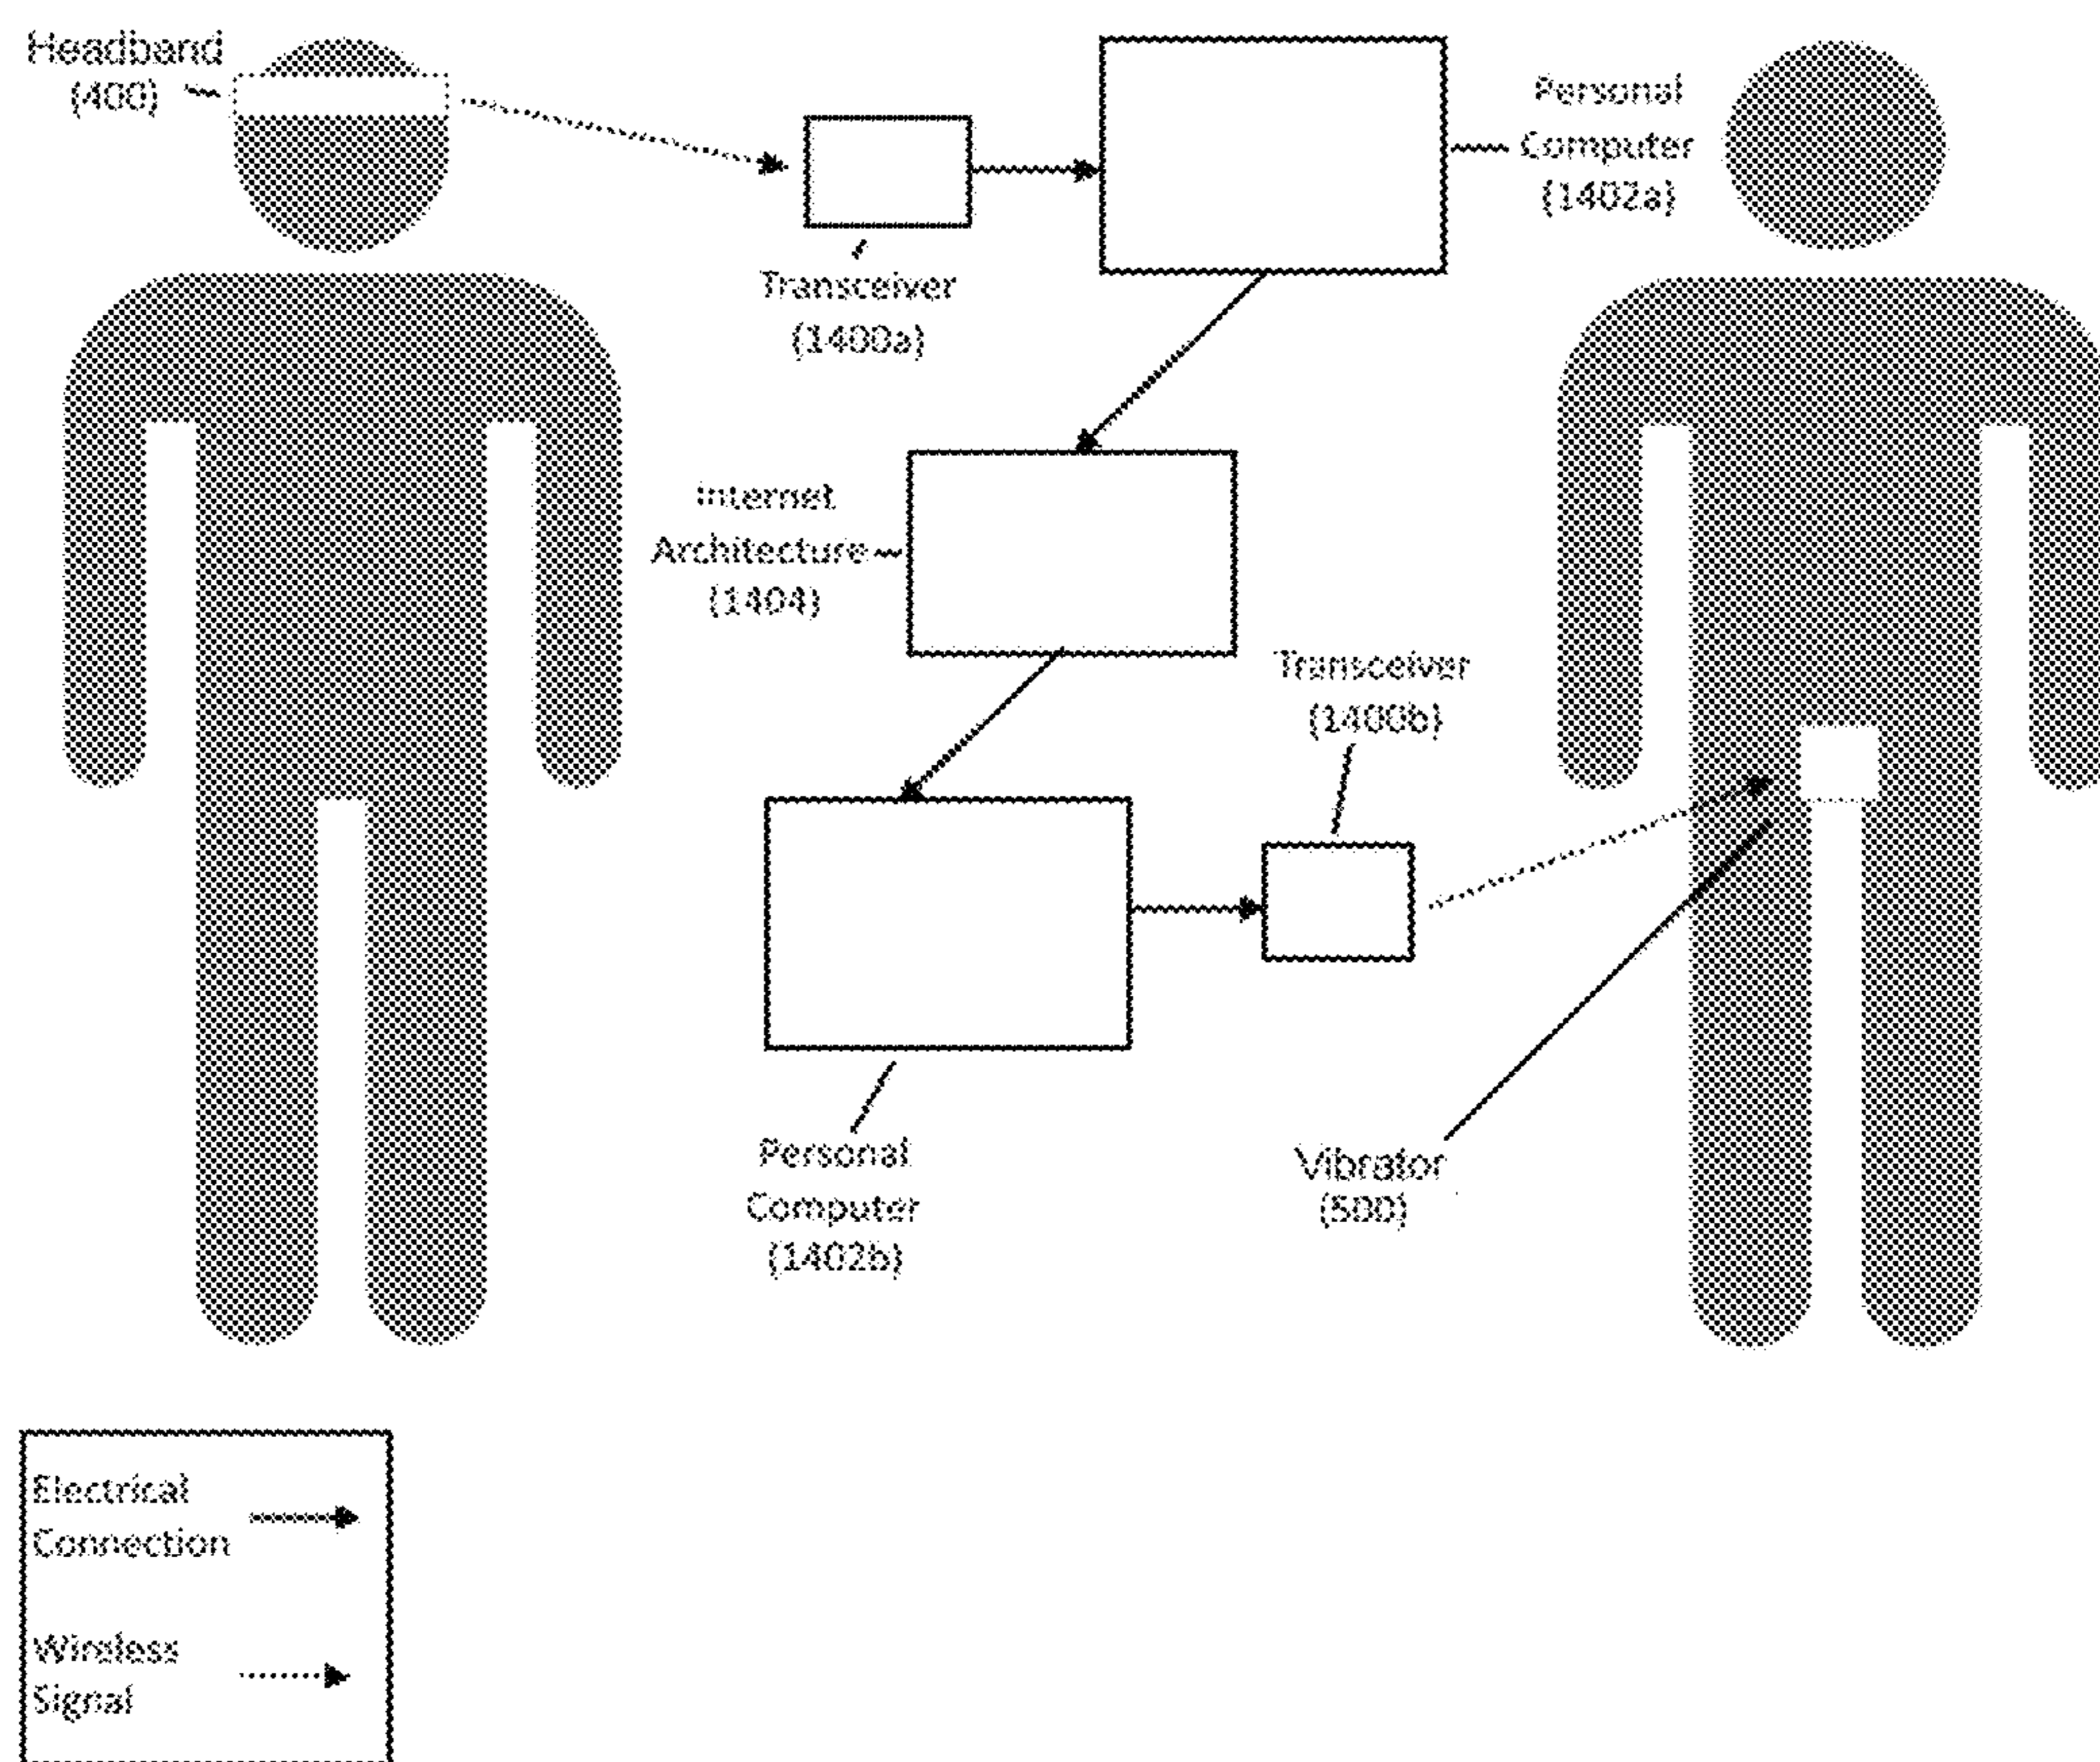 Headband
(400)
Personal
Computer
(1402a)
Transceiver
(1400a)
Internet
Architecture
(1404)
Transceiver
(1400b)
Personal
Computer
(1402b)
Vibrator
(500)
Electrical
Connection
Wireless
Signal